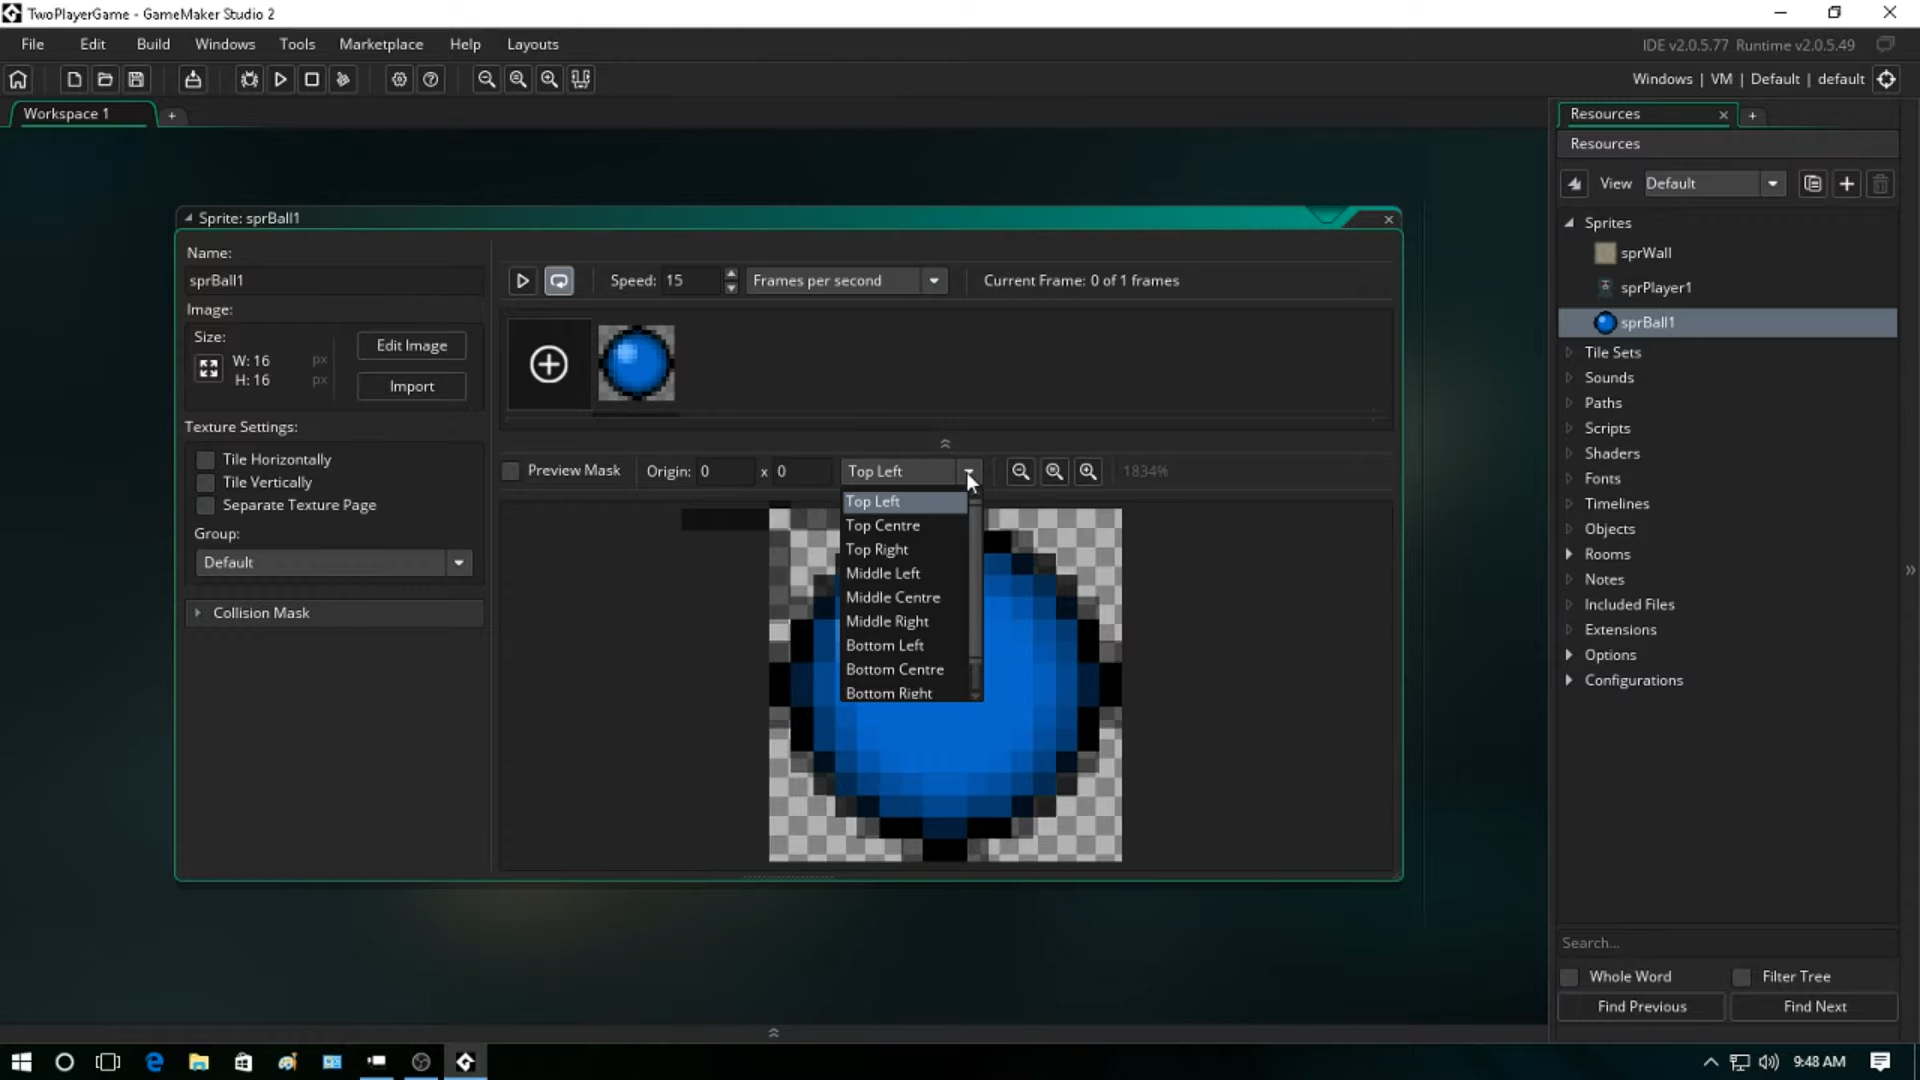 TwoPlayerGame - GameMaker Studio 2
File Edit Build Windows Tools Marketplace Help Layouts
IDE v2.0.5.77 Runtime v2.0.5.49
Windows | VM | Default | default
Workspace 1
Resources
Resources
View Default
Sprites
sprWall
sprPlayer1
sprBall1
Tile Sets
Sounds
Paths
Scripts
Shaders
Fonts
Timelines
Objects
Rooms
Notes
Included Files
Extensions
Options
Configurations
Search...
Whole Word
Filter Tree
Find Previous
Find Next
Sprite: sprBall1
Name:
sprBall1
Image:
Size:
W: 16 px
H: 16 px
Edit Image
Import
Texture Settings:
Tile Horizontally
Tile Vertically
Separate Texture Page
Group:
Default
Collision Mask
Speed: 15 Frames per second Current Frame: 0 of 1 frames
Preview Mask Origin: 0 x 0 Top Left 1834%
Top Left
Top Centre
Top Right
Middle Left
Middle Centre
Middle Right
Bottom Left
Bottom Centre
Bottom Right
9:48 AM